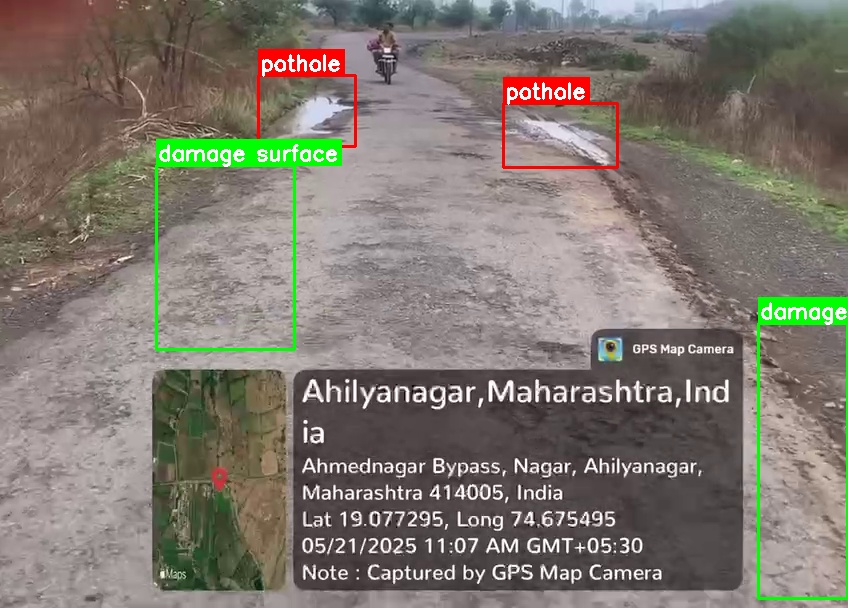 pothole
pothole
damage surface
damage
GPS Map Camera
Ahilyanagar,Maharashtra,Ind
ia
Ahmednagar Bypass, Nagar, Ahilyanagar,
Maharashtra 414005, India
Lat 19.077295, Long 74.675495
05/21/2025 11:07 AM GMT+05:30
Note : Captured by GPS Map Camera
Maps